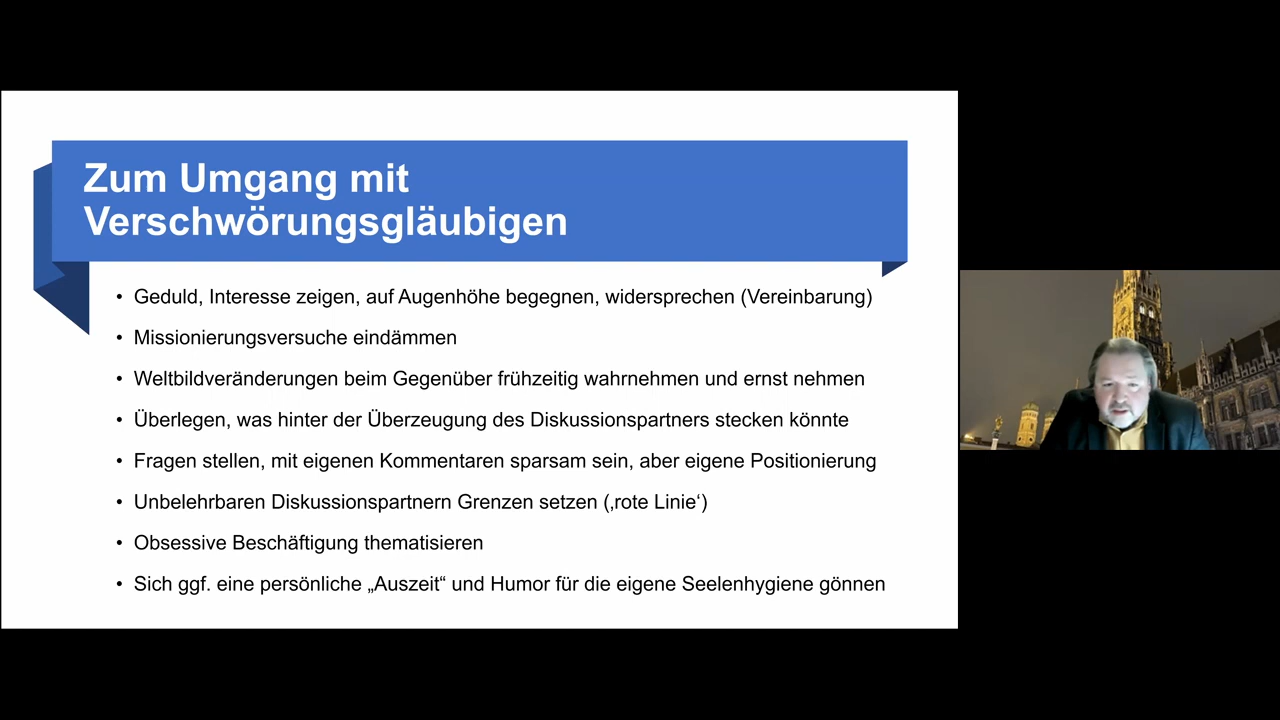 Zum Umgang mit
Verschwörungsgläubigen
• Geduld, Interesse zeigen, auf Augenhöhe begegnen, widersprechen (Vereinbarung)
• Missionierungsversuche eindämmen
• Weltbildveränderungen beim Gegenüber frühzeitig wahrnehmen und ernst nehmen
• Überlegen, was hinter der Überzeugung des Diskussionspartners stecken könnte
• Fragen stellen, mit eigenen Kommentaren sparsam sein, aber eigene Positionierung
• Unbelehrbaren Diskussionspartnern Grenzen setzen (‚rote Linie‘)
• Obsessive Beschäftigung thematisieren
• Sich ggf. eine persönliche „Auszeit“ und Humor für die eigene Seelenhygiene gönnen